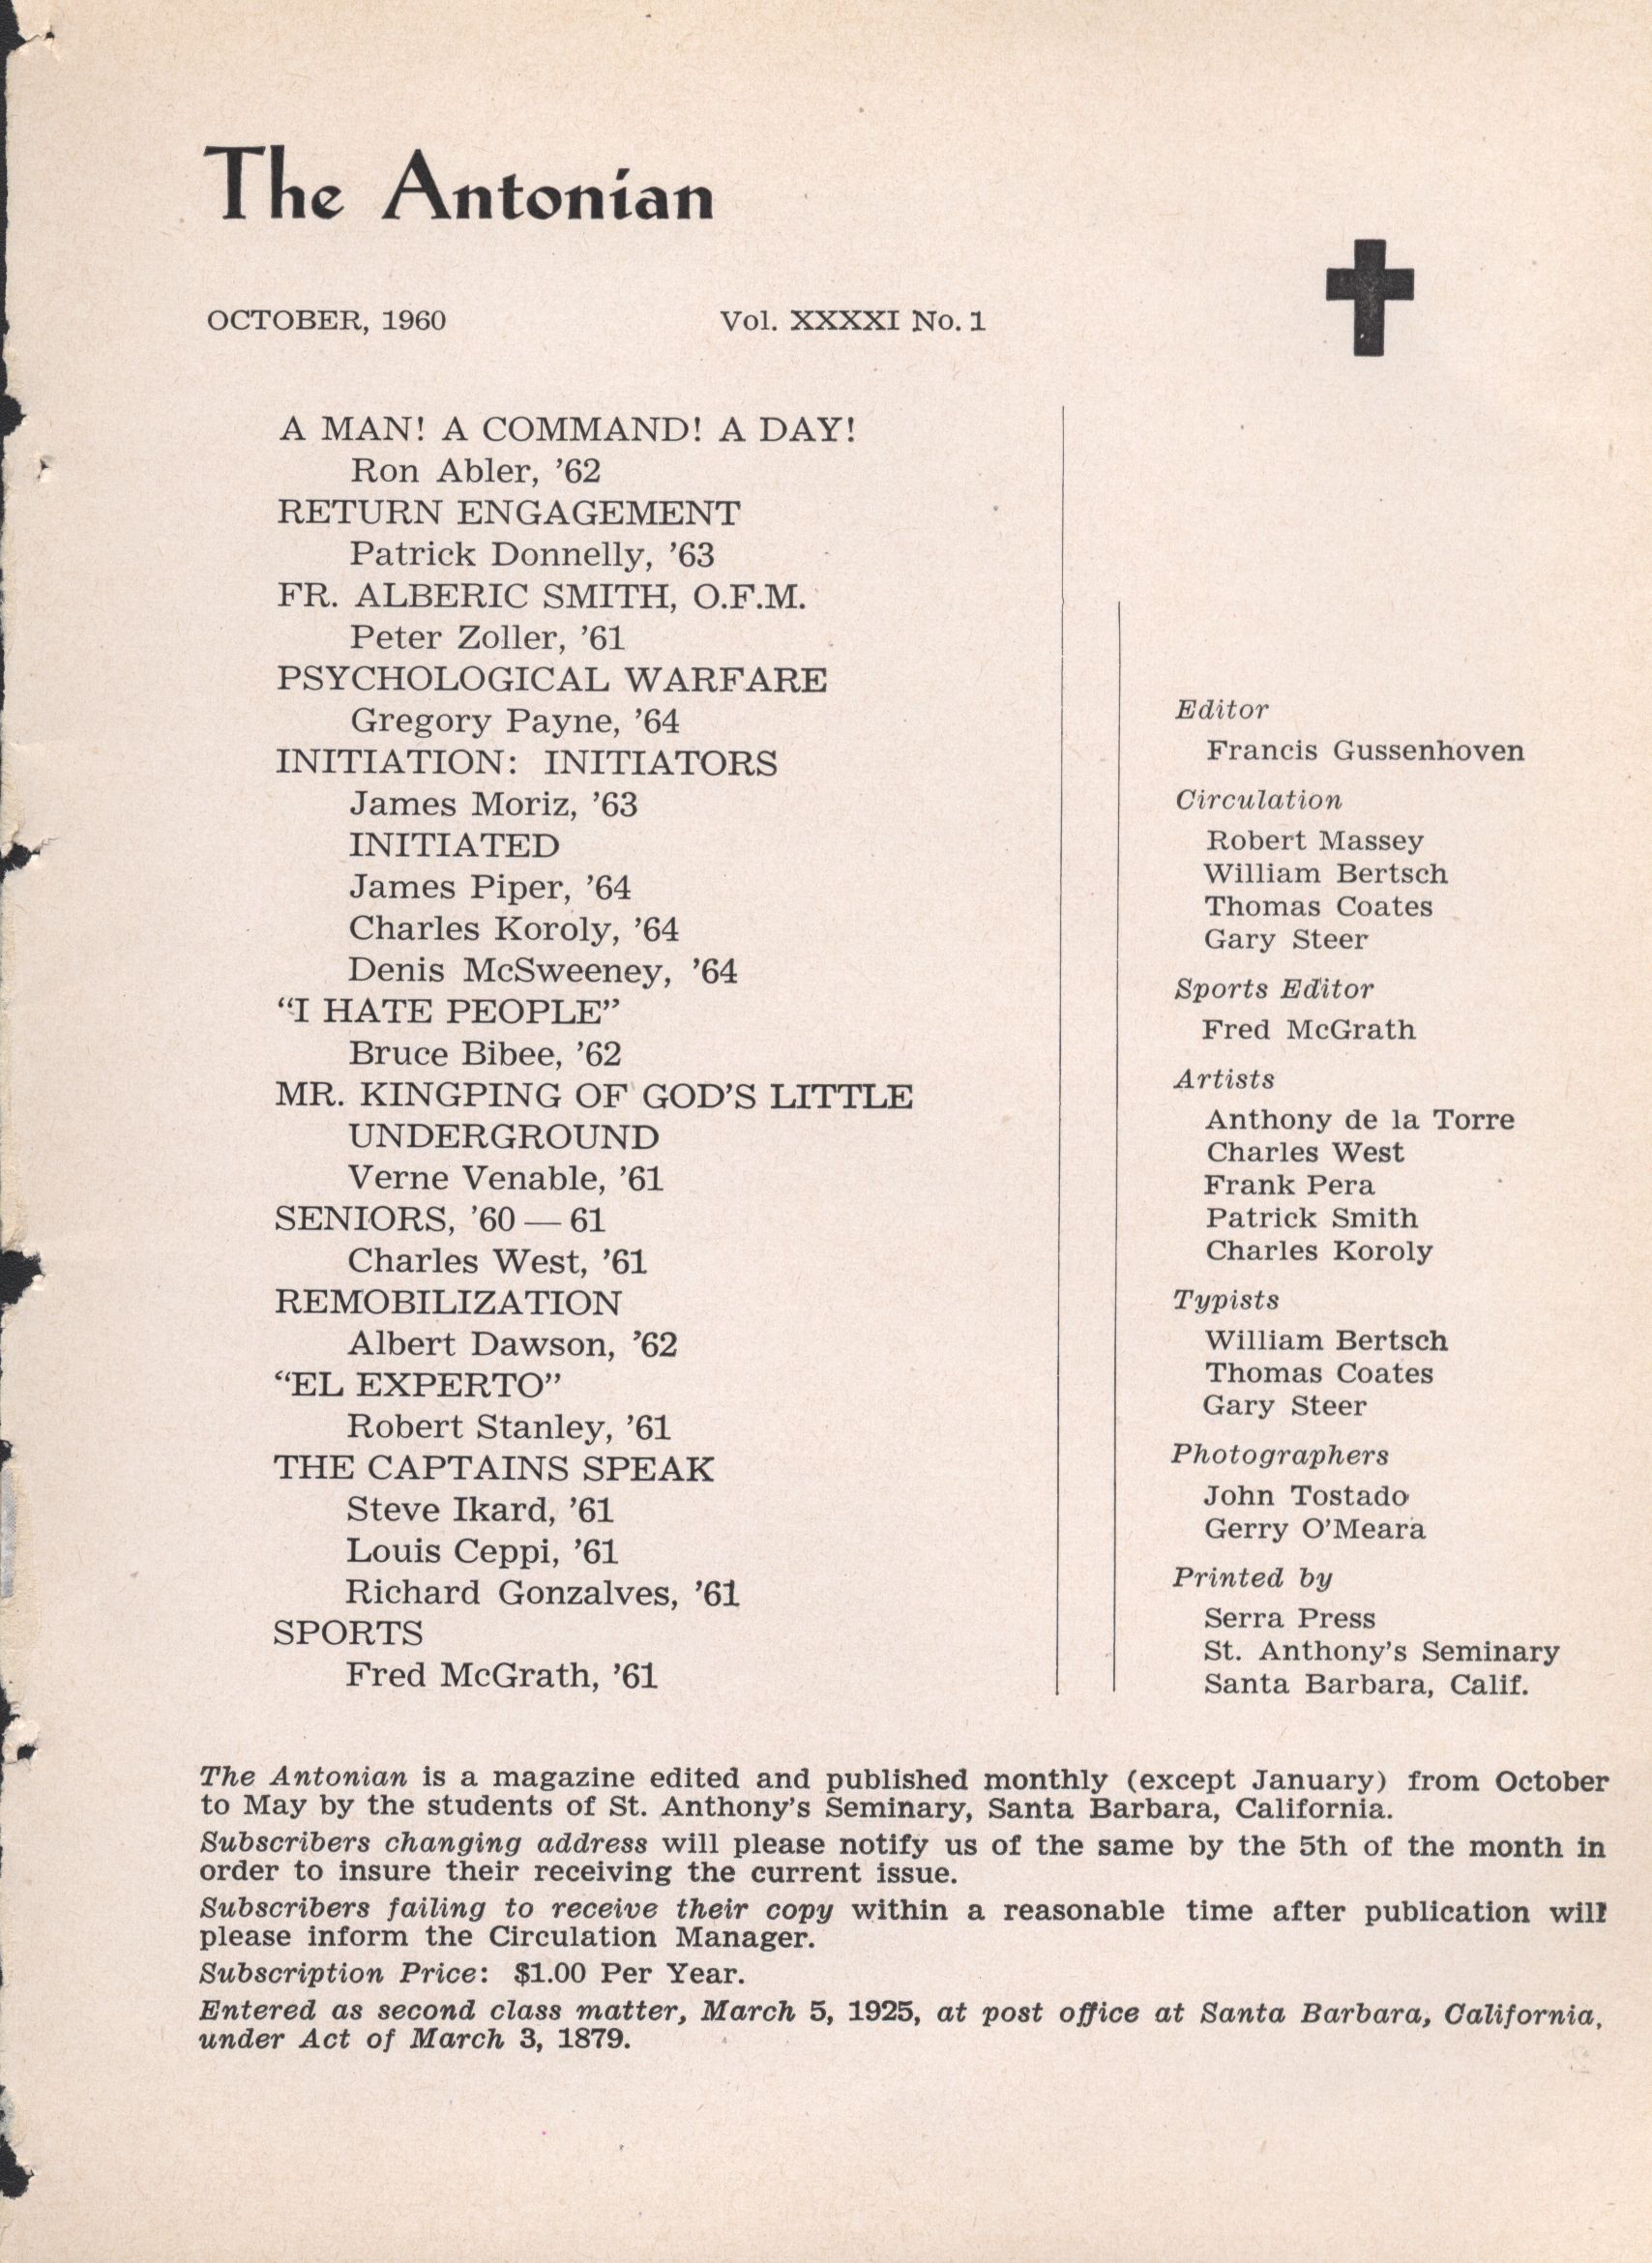 The Antonian
OCTOBER, 1960 Vol. XXXXI No. 1
A MAN! A COMMAND! A DAY!
Ron Abler, ’62
RETURN ENGAGEMENT
Patrick Donnelly, ’63
FR. ALBERIC SMITH, O.F.M.
Peter Zoller, ’61
PSYCHOLOGICAL WARFARE
Gregory Payne, ’64
INITIATION: INITIATORS
James Moriz, ’63
INITIATED
James Piper, ’64
Charles Koroly, ’64
Denis McSweeney, ’64
“I HATE PEOPLE”
Bruce Bibee, ’62
MR. KINGPING OF GOD’S LITTLE
UNDERGROUND
Verne Venable, ’61
SENIORS, ’60 — 61
Charles West, ’61
REMOBILIZATION
Albert Dawson, ’62
“EL EXPERTO”
Robert Stanley, ’61
THE CAPTAINS SPEAK
Steve Ikard, ’61
Louis Ceppi, ’61
Richard Gonzalves, ’61
SPORTS
Fred McGrath, ’61
Editor
Francis Gussenhoven
Circulation
Robert Massey
William Bertsch
Thomas Coates
Gary Steer
Sports Editor
Fred McGrath
Artists
Anthony de la Torre
Charles West
Frank Pera
Patrick Smith
Charles Koroly
Typists
William Bertsch
Thomas Coates
Gary Steer
Photographers
John Tostado
Gerry O’Meara
Printed by
Serra Press
St. Anthony’s Seminary
Santa Barbara, Calif.
The Antonian is a magazine edited and published monthly (except January) from October
to May by the students of St. Anthony’s Seminary, Santa Barbara, California.
Subscribers changing address will please notify us of the same by the 5th of the month in
order to insure their receiving the current issue.
Subscribers failing to receive their copy within a reasonable time after publication will
please inform the Circulation Manager.
Subscription Price: $1.00 Per Year.
Entered as second class matter, March 5, 1925, at post office at Santa Barbara, California,
under Act of March 3, 1879.